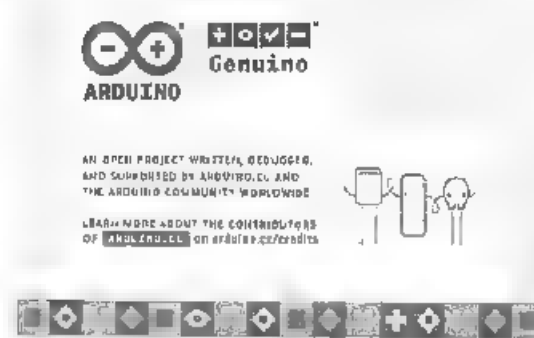 ARDUINO
Genuino
AN OPEN PROJECT WRITTEN, DEBUGGED,
AND SUPPORTED BY ARDUINO.CC AND
THE ARDUINO COMMUNITY WORLDWIDE
LEARN MORE ABOUT THE CONTRIBUTORS
OF ARDUINO.CC on arduino.cc/credits